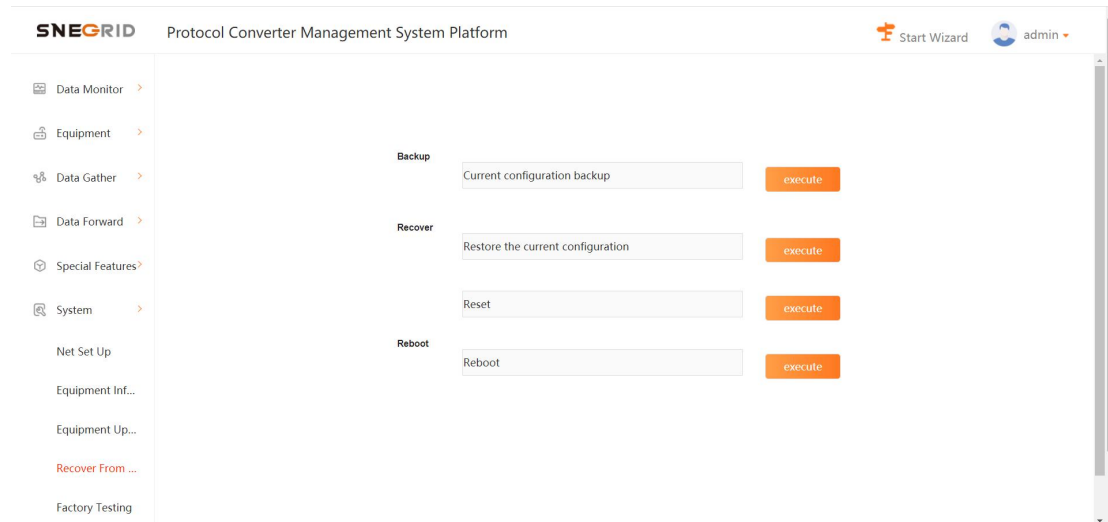 SNEGRID
Protocol Converter Management System Platform
Start Wizard
admin
Data Monitor
Equipment
Data Gather
Data Forward
Special Features
System
Net Set Up
Equipment Inf...
Equipment Up...
Recover From ...
Factory Testing
Backup
Current configuration backup
execute
Recover
Restore the current configuration
execute
Reset
execute
Reboot
Reboot
execute